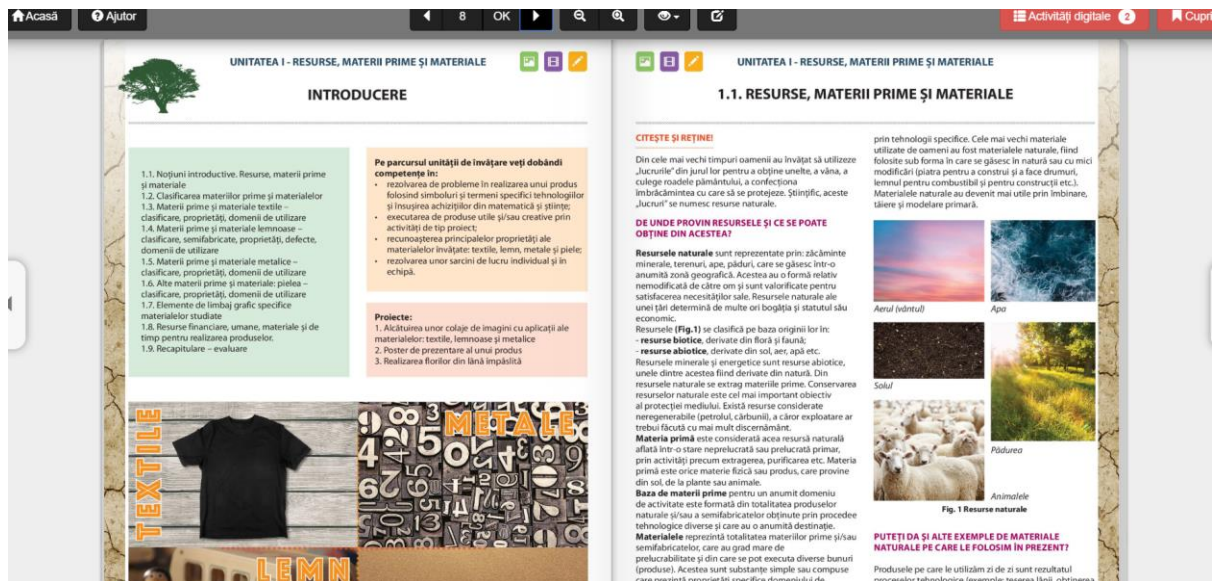 Acasă
Ajutor
8
OK
Activități digitale 2
Cupri
UNITATEA I - RESURSE, MATERII PRIME ȘI MATERIALE
INTRODUCERE
1.1. Noțiuni introductive. Resurse, materii prime
și materiale
1.2. Clasificarea materiilor prime și materialelor
1.3. Materii prime și materiale textile –
clasificare, proprietăți, domenii de utilizare
1.4. Materii prime și materiale lemnoase –
clasificare, semifabricate, proprietăți, defecte,
domenii de utilizare
1.5. Materii prime și materiale metalice –
clasificare, proprietăți, domenii de utilizare
1.6. Alte materii prime și materiale: pielea –
clasificare, proprietăți, domenii de utilizare
1.7. Elemente de limbaj grafic specifice
materialelor studiate
1.8. Resurse financiare, umane, materiale și de
timp pentru realizarea produselor.
1.9. Recapitulare – evaluare
Pe parcursul unității de învățare veți dobândi
competențe în:
• rezolvarea de probleme în realizarea unui produs
folosind simboluri și termeni specifici tehnologiilor
și însușirea achizițiilor din matematică și științe;
• executarea de produse utile și/sau creative prin
activități de tip proiect;
• recunoașterea principalelor proprietăți ale
materialelor învățate: textile, lemn, metale și piele;
• rezolvarea unor sarcini de lucru individual și în
echipă.
Proiecte:
1. Alcătuirea unor colaje de imagini cu aplicații ale
materialelor: textile, lemnoase și metalice
2. Poster de prezentare al unui produs
3. Realizarea florilor din lână împâslită
TEXTILE
METALE
LEMN
UNITATEA I - RESURSE, MATERII PRIME ȘI MATERIALE
1.1. RESURSE, MATERII PRIME ȘI MATERIALE
CITEȘTE ȘI REȚINE!
Din cele mai vechi timpuri oamenii au învățat să utilizeze
„lucrurile” din jurul lor pentru a obține unelte, a vâna, a
culege roadele pământului, a confecționa
îmbrăcămintea cu care să se protejeze. Științific, aceste
„lucruri” se numesc resurse naturale.
DE UNDE PROVIN RESURSELE ȘI CE SE POATE
OBȚINE DIN ACESTEA?
Resursele naturale sunt reprezentate prin: zăcăminte
minerale, terenuri, ape, păduri, care se găsesc într-o
anumită zonă geografică. Acestea au o formă relativ
nemodificată de către om și sunt valorificate pentru
satisfacerea necesităților sale. Resursele naturale ale
unei țări determină de multe ori bogăția și statutul său
economic.
Resursele (Fig.1) se clasifică pe baza originii lor în:
- resurse biotice, derivate din floră și faună;
- resurse abiotice, derivate din sol, aer, apă etc.
Resursele minerale și energetice sunt resurse abiotice,
unele dintre acestea fiind derivate din natură. Din
resursele naturale se extrag materiile prime. Conservarea
resurselor naturale este cel mai important obiectiv
al protecției mediului. Există resurse considerate
neregenerabile (petrolul, cărbunii), a căror exploatare ar
trebui făcută cu mai mult discernământ.
Materia primă este considerată acea resursă naturală
aflată într-o stare neprelucrată sau prelucrată primar,
prin activități precum extragerea, purificarea etc. Materia
primă este orice materie fizică sau produs, care provine
din sol, de la plante sau animale.
Baza de materii prime pentru un anumit domeniu
de activitate este formată din totalitatea produselor
naturale și/sau a semifabricatelor obținute prin procedee
tehnologice diverse și care au o anumită destinație.
Materialele reprezintă totalitatea materiilor prime și/sau
semifabricatelor, care au grad mare de
prelucrabilitate și din care se pot executa diverse bunuri
(produse). Acestea sunt substanțe simple sau compuse
care prezintă proprietăți specifice domeniului de
prin tehnologii specifice. Cele mai vechi materiale
utilizate de oameni au fost materialele naturale, fiind
folosite sub forma în care se găsesc în natură sau cu mici
modificări (piatra pentru a construi și a face drumuri,
lemnul pentru combustibil și pentru construcții etc.).
Materialele naturale au devenit mai utile prin îmbinare,
tăiere și modelare primară.
Aerul (vântul)
Apa
Solul
Pădurea
Animalele
Fig. 1 Resurse naturale
PUTEȚI DA ȘI ALTE EXEMPLE DE MATERIALE
NATURALE PE CARE LE FOLOSIM ÎN PREZENT?
Produsele pe care le utilizăm zi de zi sunt rezultatul
proceselor tehnologice (exemple: țeserea lânii, obținerea